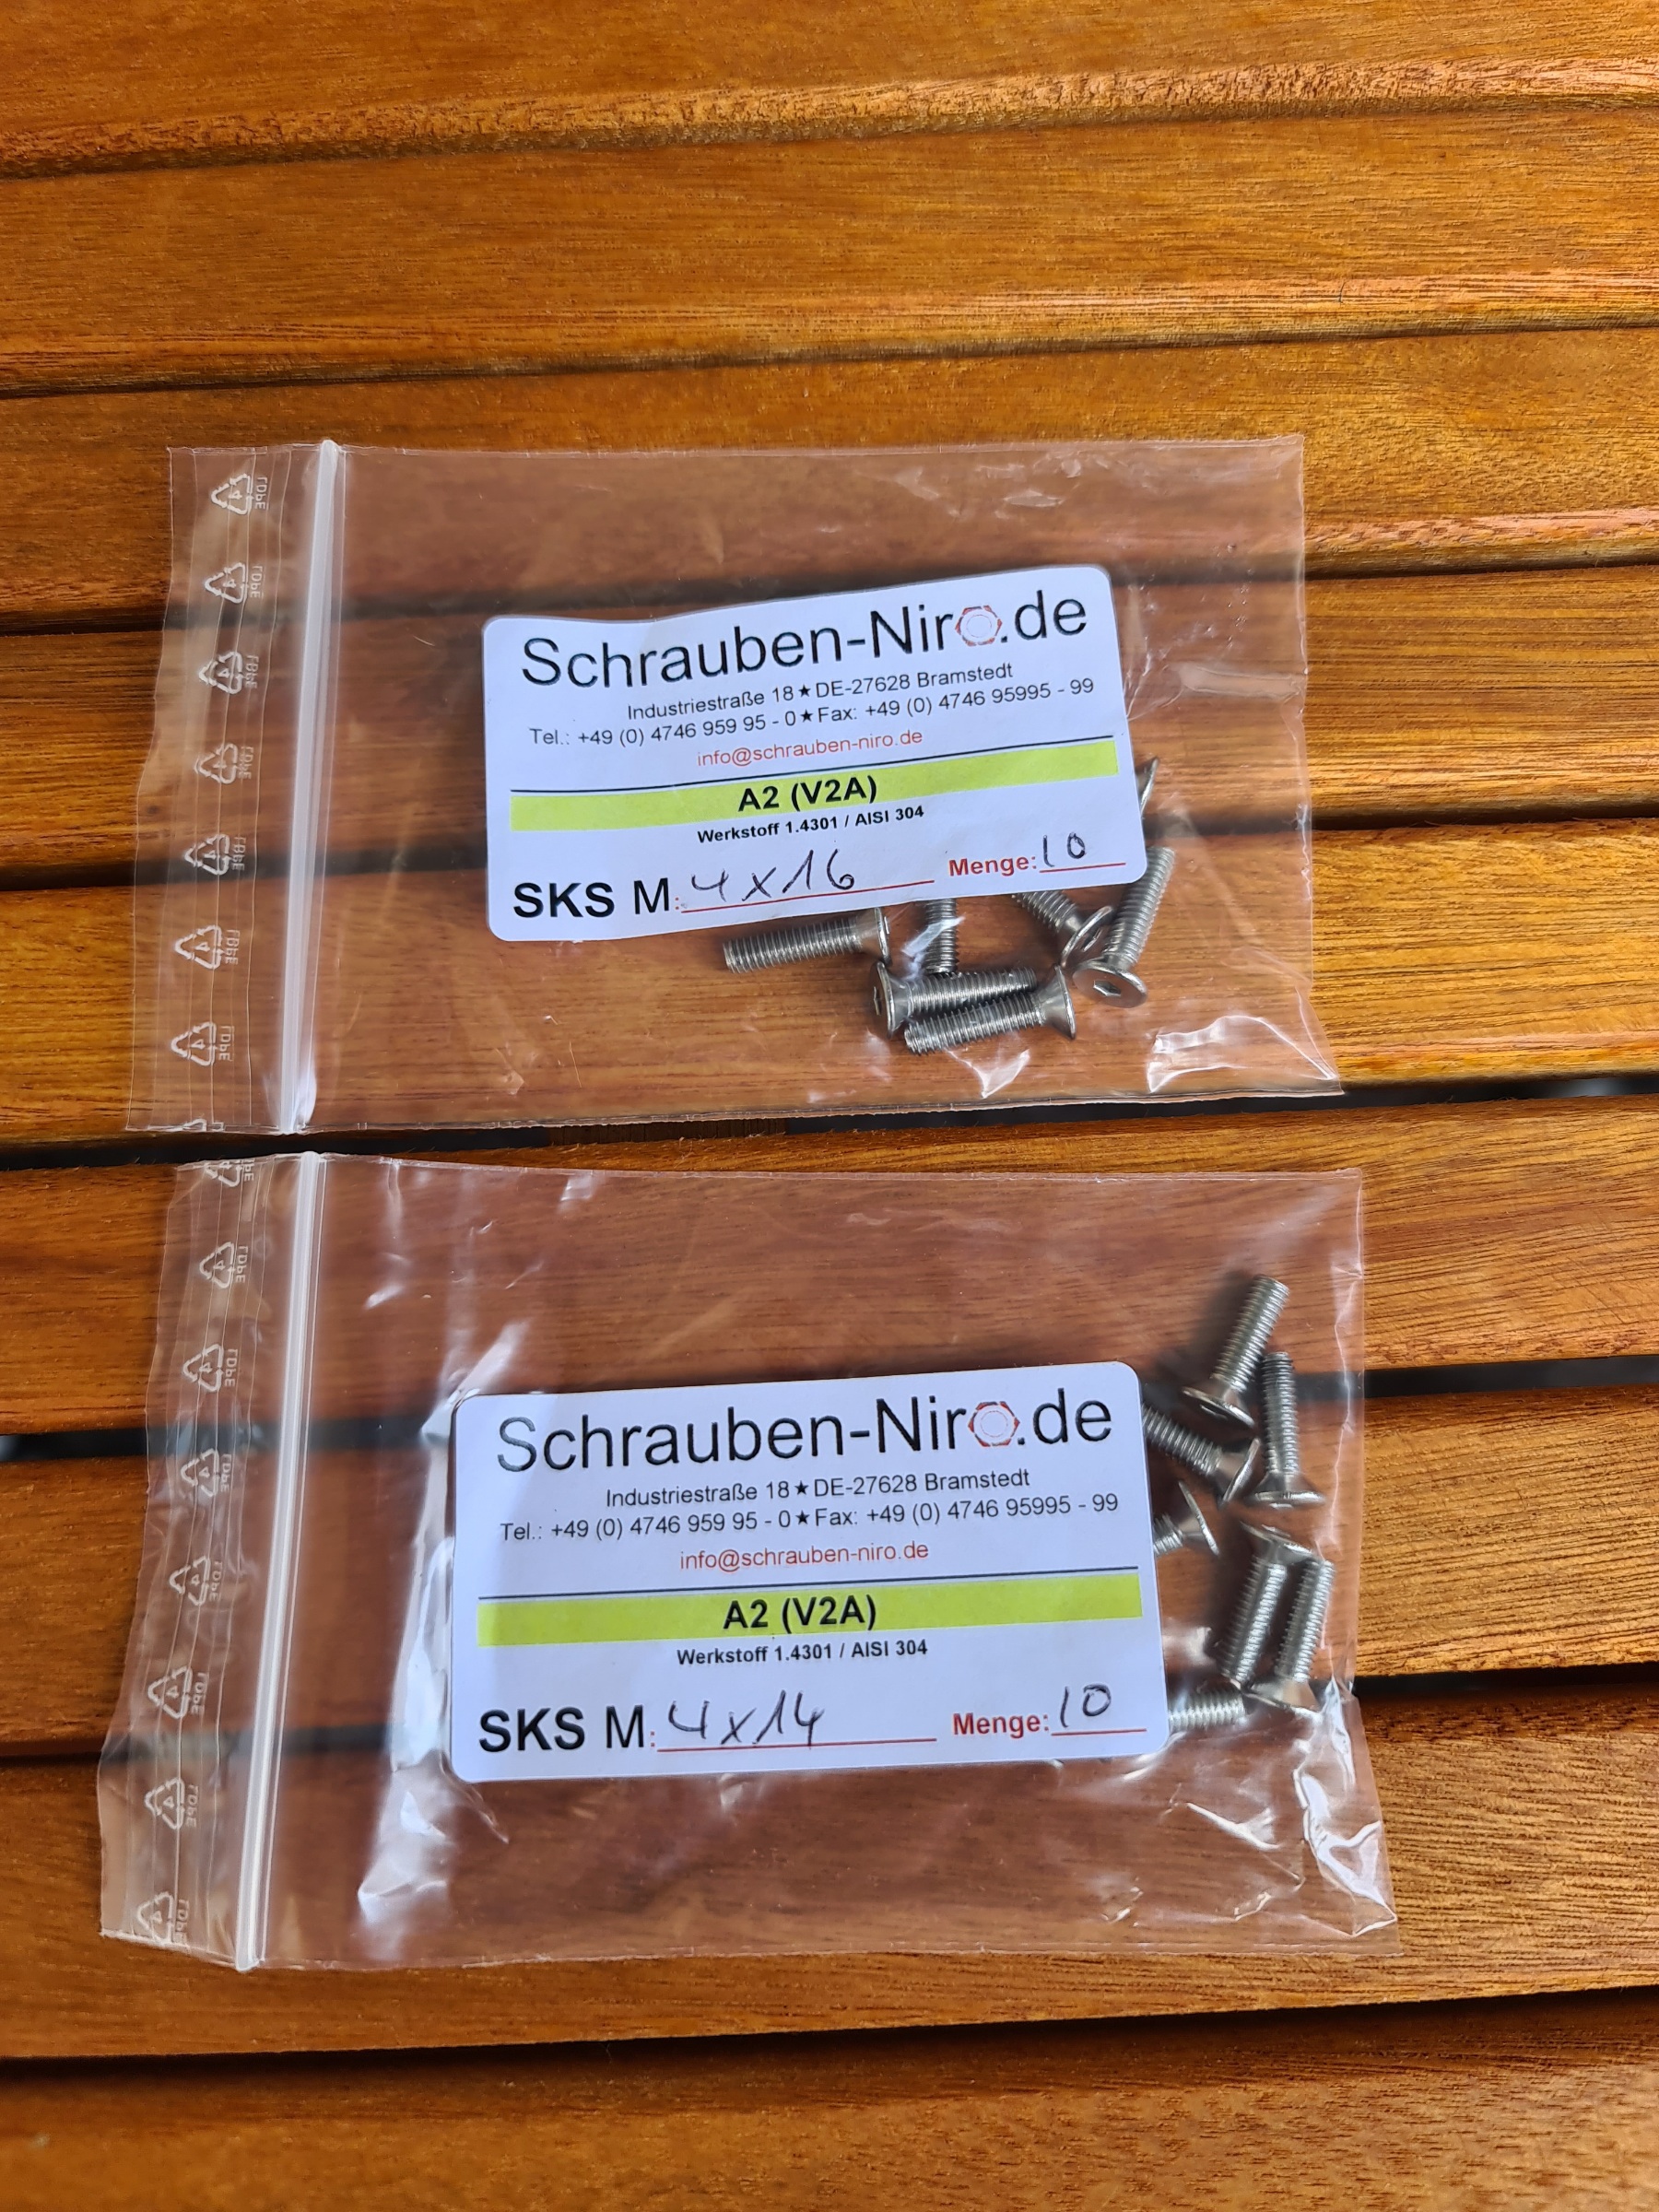 Schrauben-Niro.de
Industriestraße 18★DE-27628 Bramstedt
Tel.: +49 (0) 4746 959 95 - 0★Fax: +49 (0) 4746 95995 - 99
info@schrauben-niro.de
A2 (V2A)
Werkstoff 1.4301 / AISI 304
SKS M: 4x16 Menge: 10
Schrauben-Niro.de
Industriestraße 18★DE-27628 Bramstedt
Tel.: +49 (0) 4746 959 95 - 0★Fax: +49 (0) 4746 95995 - 99
info@schrauben-niro.de
A2 (V2A)
Werkstoff 1.4301 / AISI 304
SKS M: 4x14 Menge: 10